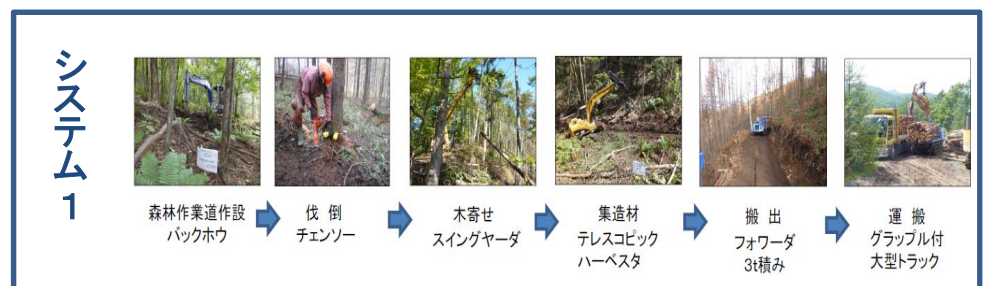 システム1
森林作業道作設
バックホウ
伐 倒
チェンソー
木寄せ
スイングヤーダ
集造材
テレスコピック
ハーベスタ
搬 出
フォワーダ
3t積み
運 搬
グラップル付
大型トラック